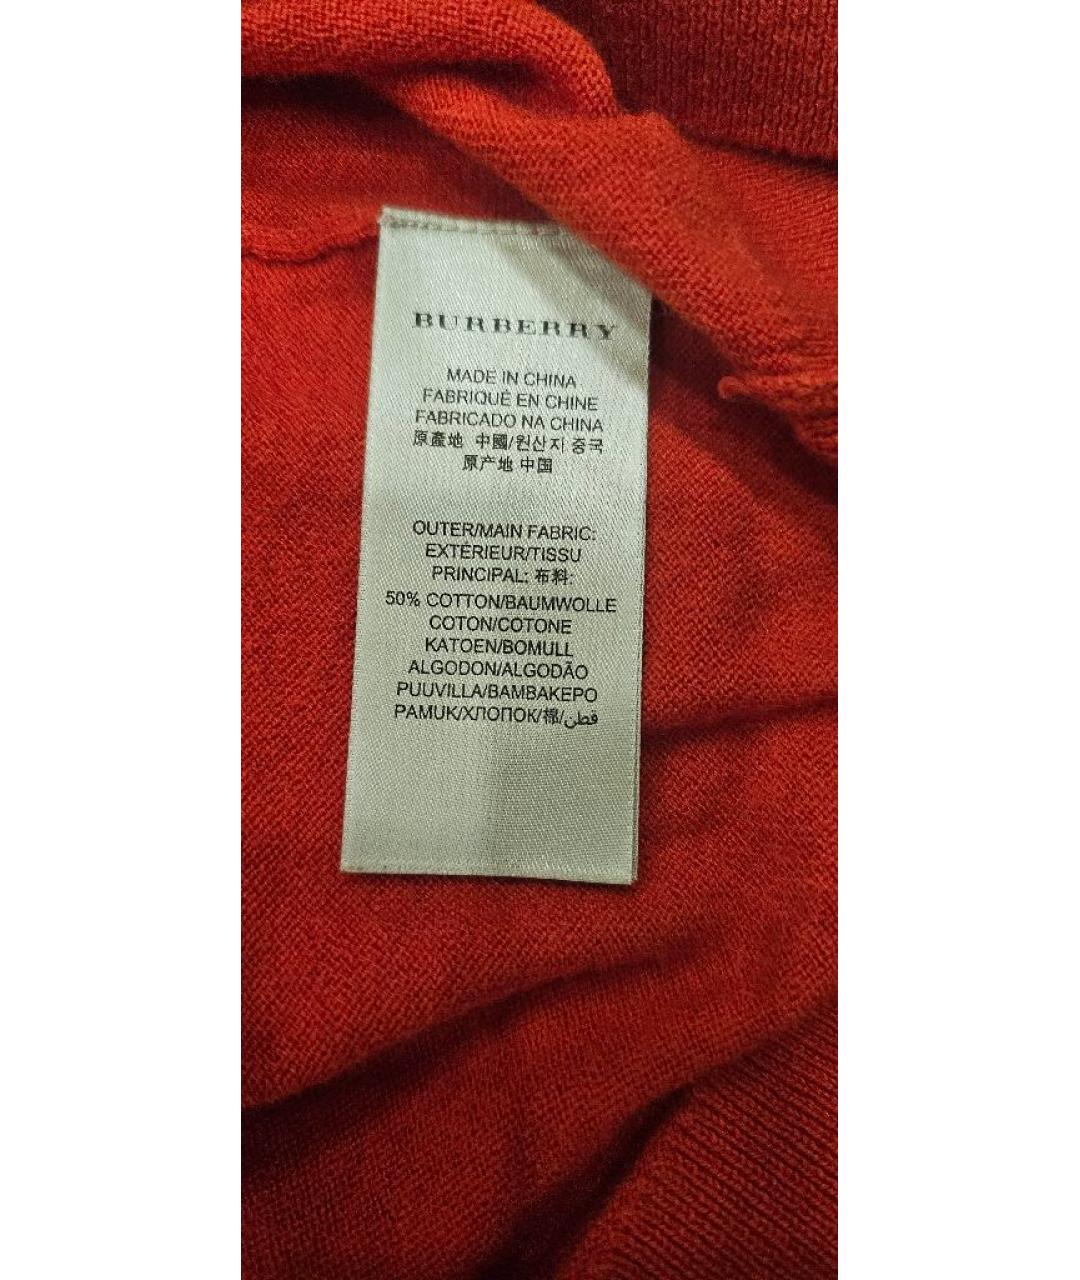 BURBERRY
MADE IN CHINA
FABRIQUÉ EN CHINE
FABRICADO NA CHINA
原產地 中國/원산지 중국
原产地 中国
OUTER/MAIN FABRIC:
EXTÉRIEUR/TISSU
PRINCIPAL: 布料:
50% COTTON/BAUMWOLLE
COTON/COTONE
KATOEN/BOMULL
ALGODON/ALGODÃO
PUUVILLA/BAMBAKEPO
PAMUK/ХЛОПОК/棉/قطن